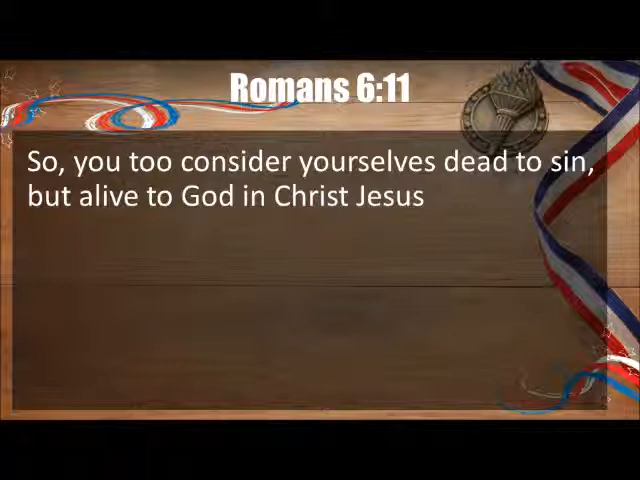 Romans 6:11
So, you too consider yourselves dead to sin,
but alive to God in Christ Jesus